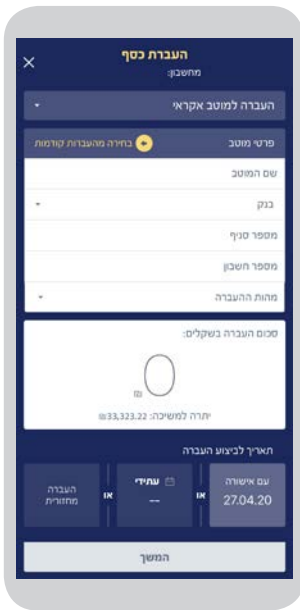 העברת כסף
מחשבון:
העברה למוטב אקראי
פרטי מוטב
בחירה מהעברות קודמות
שם המוטב
בנק
מספר סניף
מספר חשבון
מהות ההעברה
סכום העברה בשקלים:
0 ₪
יתרה למשיכה: 33,323.22₪
תאריך לביצוע העברה
עם אישורה
27.04.20
או
עתידי
--
או
העברה
מחזורית
המשך